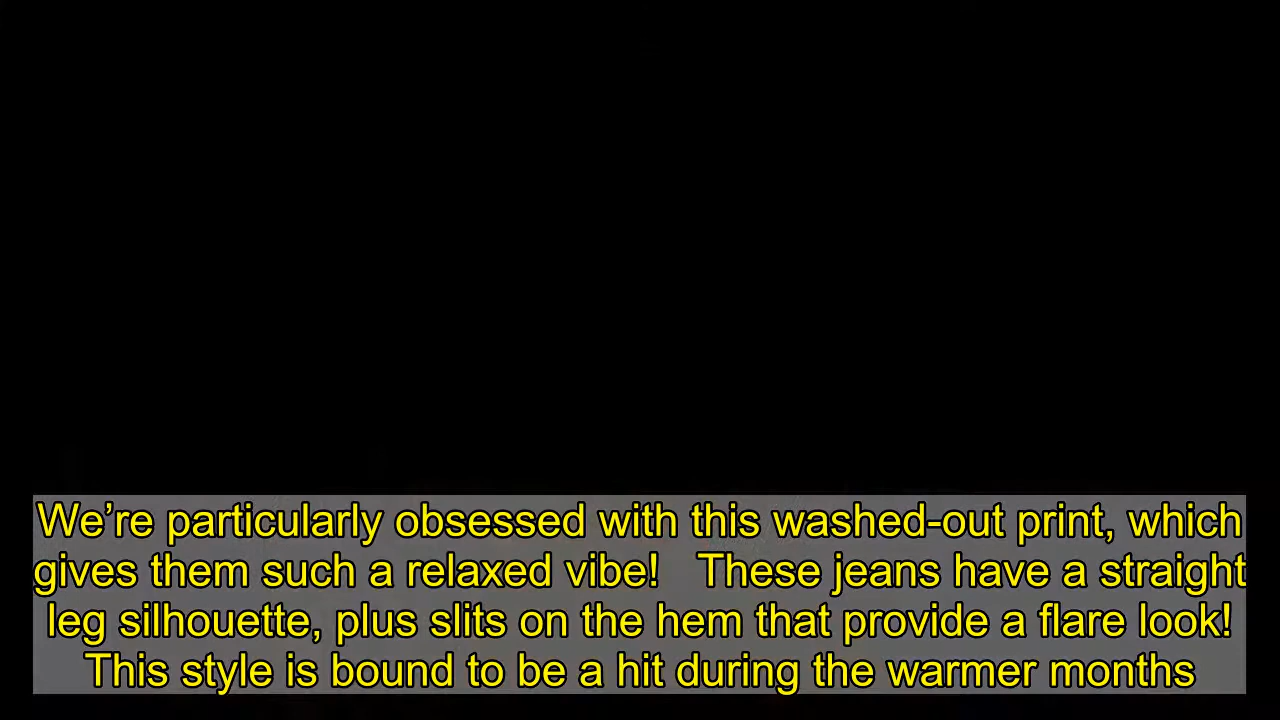 We’re particularly obsessed with this washed-out print, which
gives them such a relaxed vibe!   These jeans have a straight
leg silhouette, plus slits on the hem that provide a flare look!
This style is bound to be a hit during the warmer months